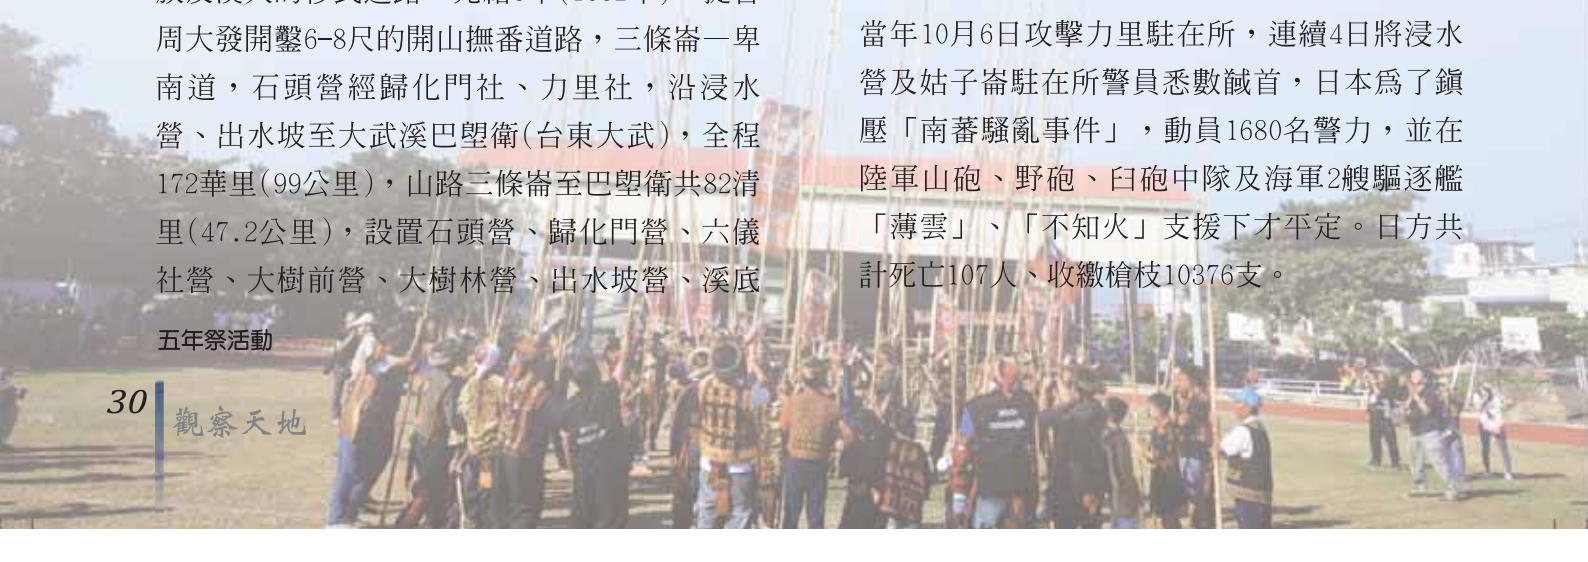 周大發開鑿6–8尺的開山撫番道路，三條崙—卑
南道，石頭營經歸化門社、力里社，沿浸水
營、出水坡至大武溪巴塱衛(台東大武)，全程
172華里(99公里)，山路三條崙至巴塱衛共82清
里(47.2公里)，設置石頭營、歸化門營、六儀
社營、大樹前營、大樹林營、出水坡營、溪底
當年10月6日攻擊力里駐在所，連續4日將浸水
營及姑子崙駐在所警員悉數馘首，日本爲了鎭
壓「南蕃騷亂事件」，動員1680名警力，並在
陸軍山砲、野砲、臼砲中隊及海軍2艘驅逐艦
「薄雲」、「不知火」支援下才平定。日方共
計死亡107人、收繳槍枝10376支。
五年祭活動
30
觀察天地